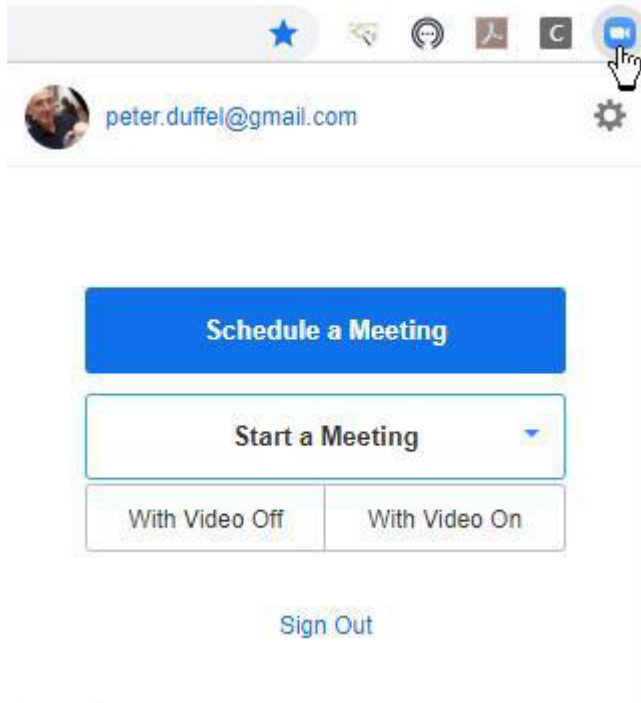 C
peter.duffel@gmail.com
Schedule a Meeting
Start a Meeting
With Video Off With Video On
Sign Out